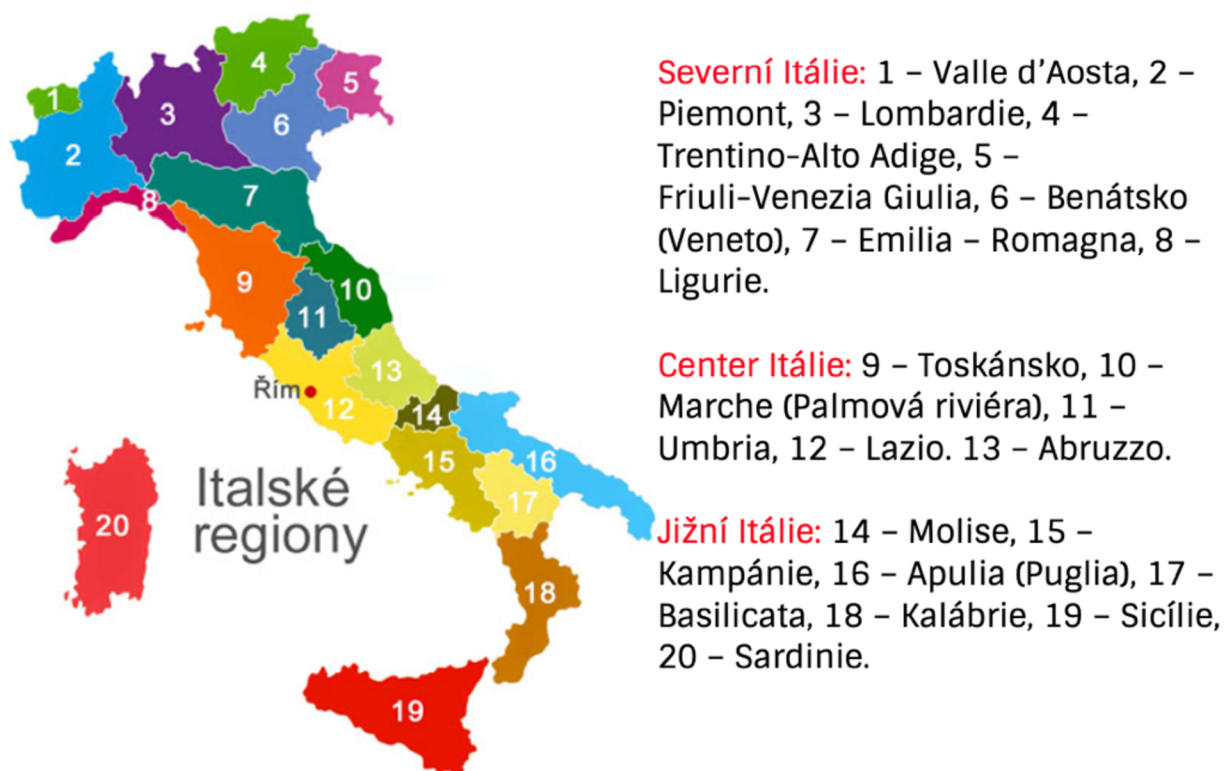 4
5
1
3
6
2
7
8
9
10
11
13
Řím
12
14
15
16
17
20
Italské
regiony
18
19
Severní Itálie: 1 – Valle d’Aosta, 2 –
Piemont, 3 – Lombardie, 4 –
Trentino-Alto Adige, 5 –
Friuli-Venezia Giulia, 6 – Benátsko
(Veneto), 7 – Emilia – Romagna, 8 –
Ligurie.
Center Itálie: 9 – Toskánsko, 10 –
Marche (Palmová riviéra), 11 –
Umbria, 12 – Lazio. 13 – Abruzzo.
Jižní Itálie: 14 – Molise, 15 –
Kampánie, 16 – Apulia (Puglia), 17 –
Basilicata, 18 – Kalábrie, 19 – Sicílie,
20 – Sardinie.